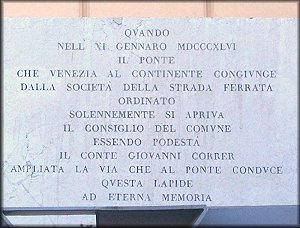 QVANDO
NELL XI GENNARO MDCCCXLVI
IL PONTE
CHE VENEZIA AL CONTINENTE CONGIVNGE
DALLA SOCIETÀ DELLA STRADA FERRATA
ORDINATO
SOLENNEMENTE SI APRIVA
IL CONSIGLIO DEL COMVNE
ESSENDO PODESTÀ
IL CONTE GIOVANNI CORRER
AMPLIATA LA VIA CHE AL PONTE CONDVCE
QVESTA LAPIDE
AD ETERNA MEMORIA